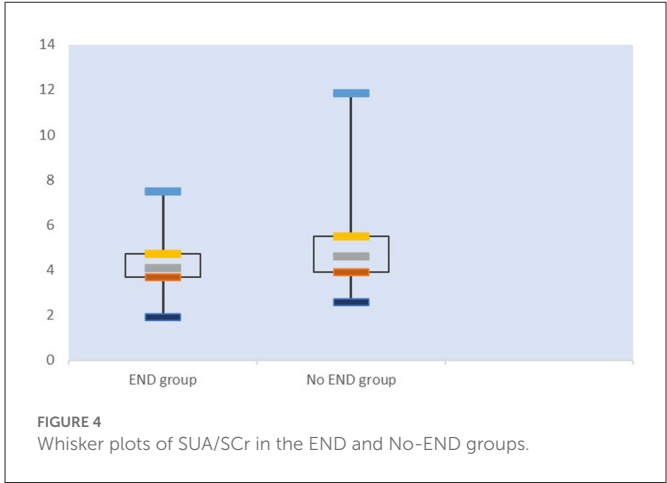 14
12
10
8
6
4
2
0
END group No END group
FIGURE 4
Whisker plots of SUA/SCr in the END and No-END groups.